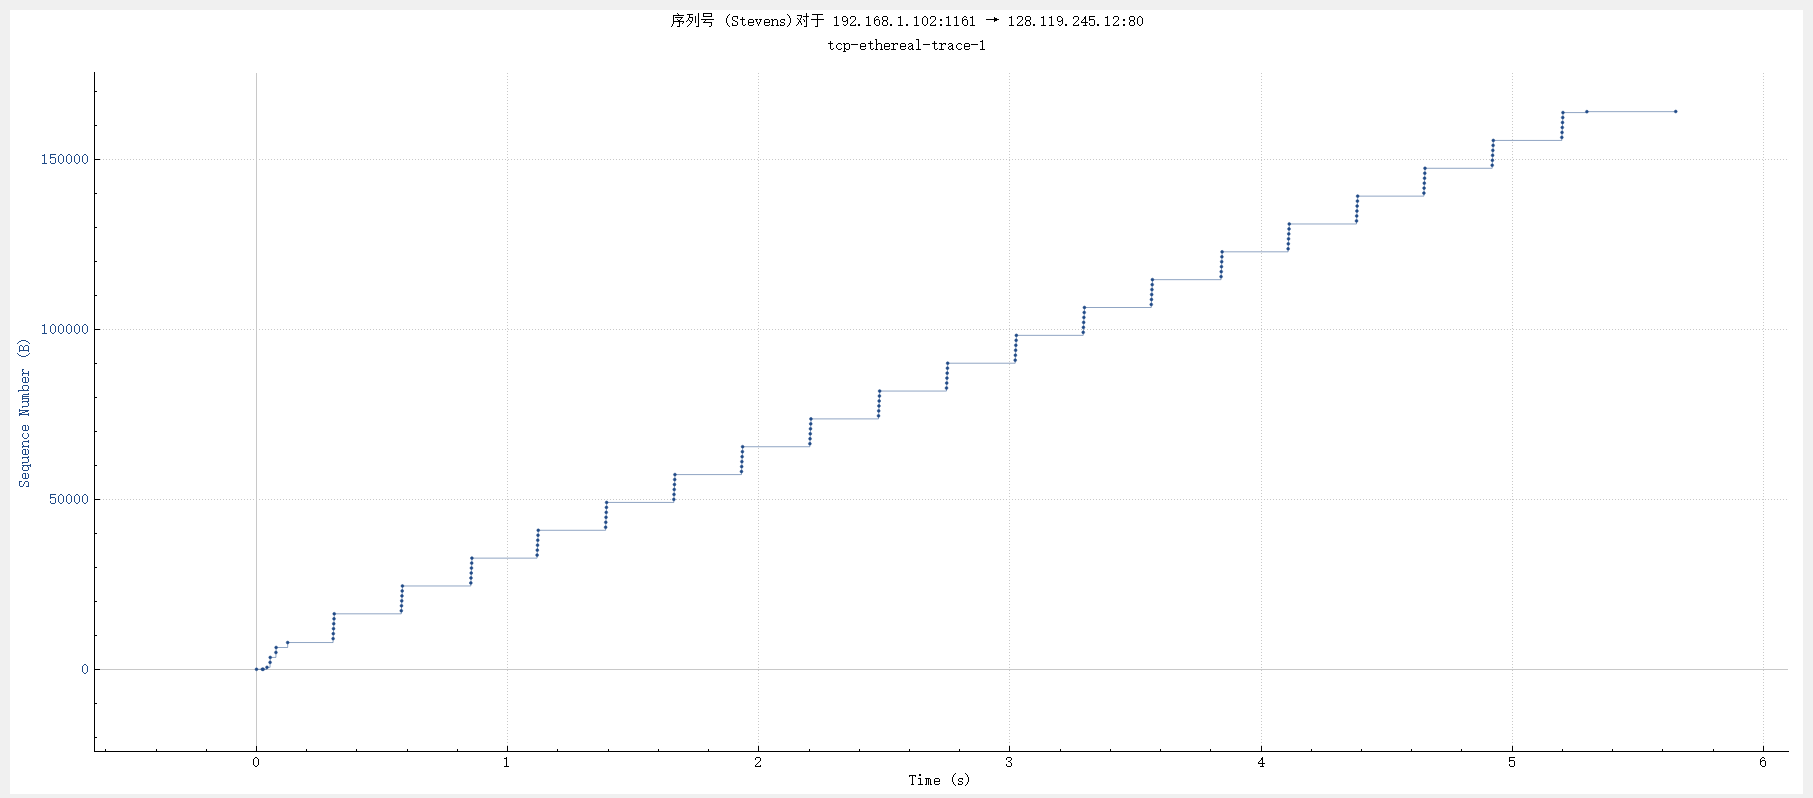 序列号 (Stevens)对于 192.168.1.102:1161 → 128.119.245.12:80
tcp-ethereal-trace-1
Sequence Number (B)
150000
100000
50000
0
0 1 2 3 4 5 6
Time (s)